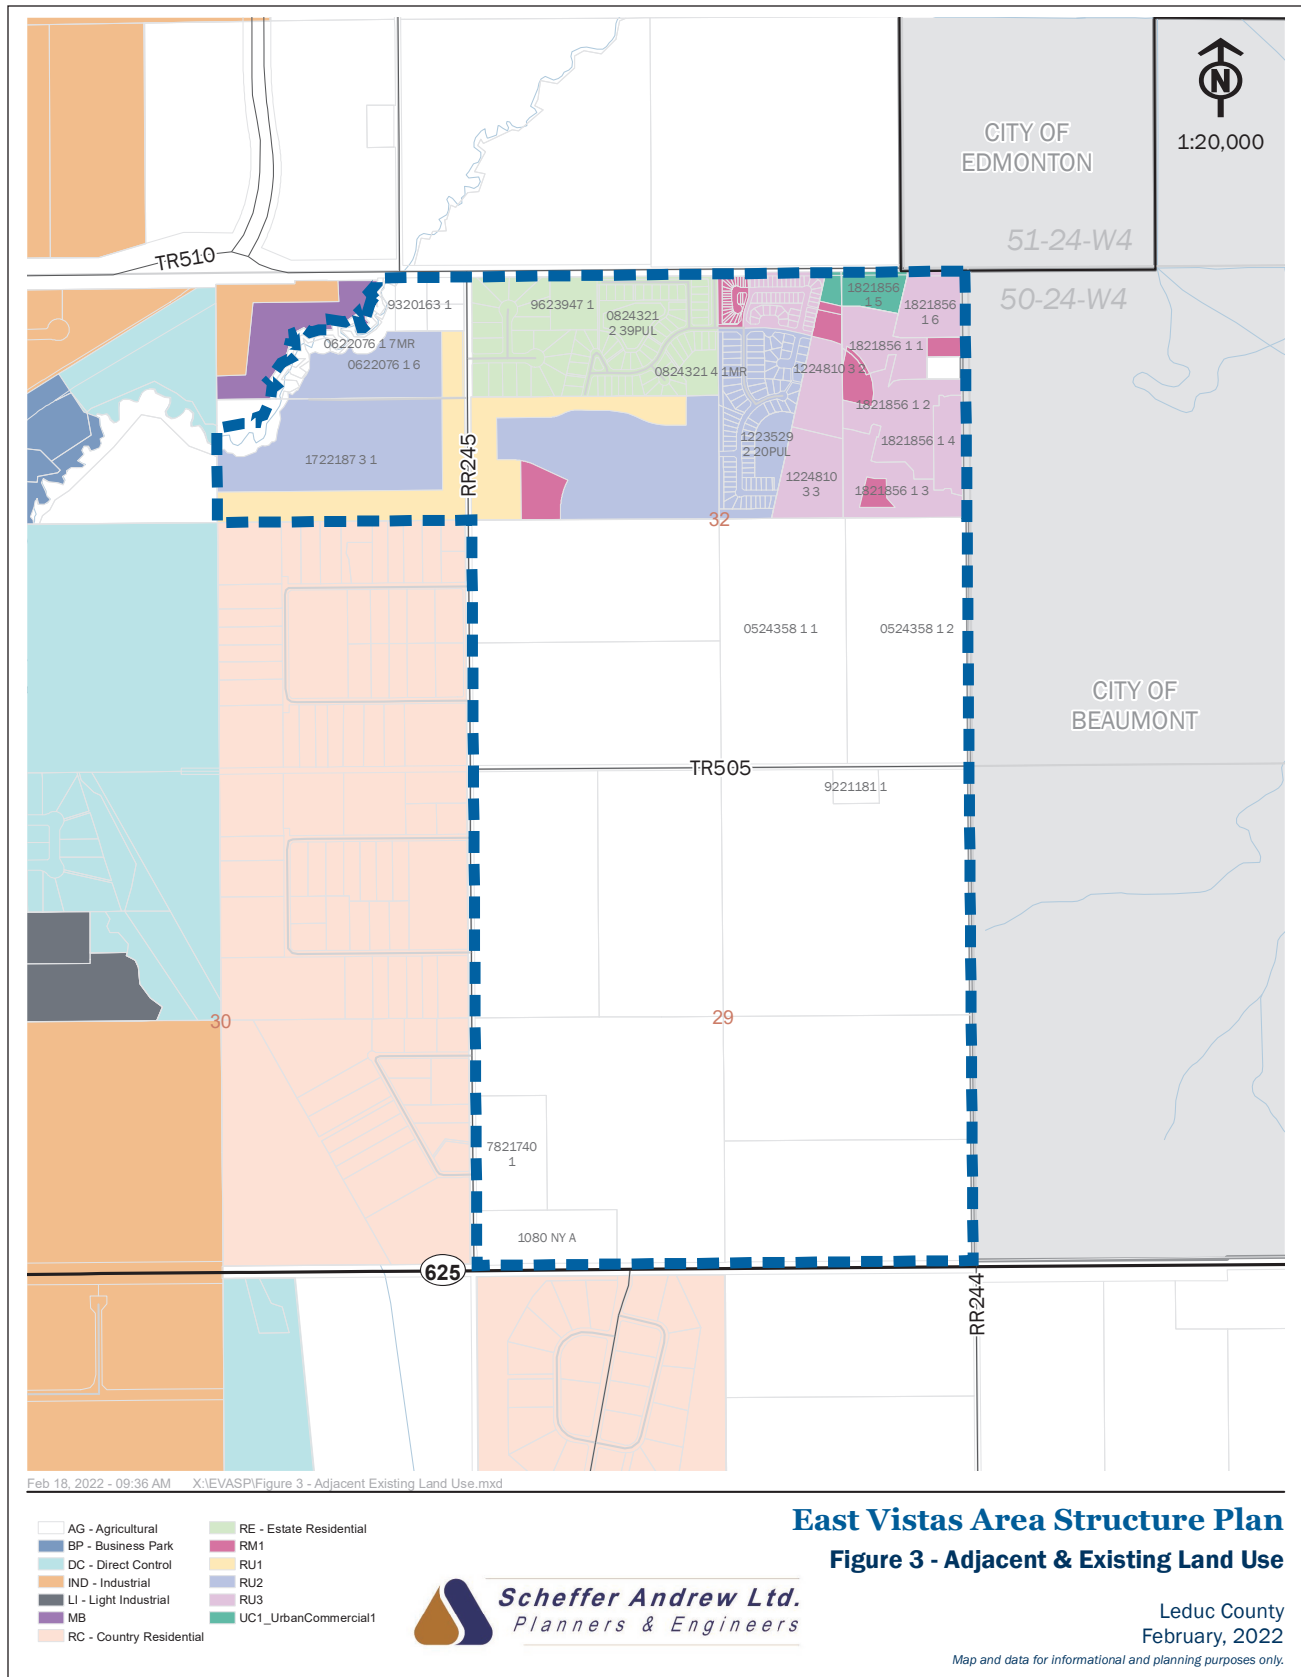 N
1:20,000
CITY OF
EDMONTON
51-24-W4
50-24-W4
TR510
9320163 1
9623947 1
0824321
2 39PUL
1821856
1 5
1821856
1 6
0622076 1 7MR
0622076 1 6
0824321 4 1MR
1224810 3 2
1821856 1 1
1821856 1 2
1722187 3 1
RR245
1223529
2 20PUL
1821856 1 4
1224810
3 3
1821856 1 3
32
0524358 1 1
0524358 1 2
CITY OF
BEAUMONT
TR505
9221181 1
30
29
7821740
1
1080 NY A
625
RR244
Feb 18, 2022 - 09:36 AM X:\EVASP\Figure 3 - Adjacent Existing Land Use.mxd
AG - Agricultural
BP - Business Park
DC - Direct Control
IND - Industrial
LI - Light Industrial
MB
RC - Country Residential
RE - Estate Residential
RM1
RU1
RU2
RU3
UC1_UrbanCommercial1
Scheffer Andrew Ltd.
Planners & Engineers
East Vistas Area Structure Plan
Figure 3 - Adjacent & Existing Land Use
Leduc County
February, 2022
Map and data for informational and planning purposes only.